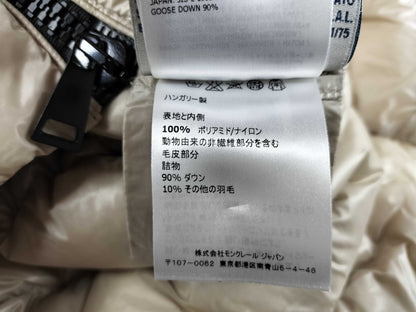 GOOSE DOWN 90%
A.L.
1/75
ハンガリー製
表地と内側
100% ポリアミド/ナイロン
動物由来の非繊維部分を含む
毛皮部分
詰物
90% ダウン
10% その他の羽毛
株式会社モンクレール ジャパン
〒107-0062 東京都港区南青山5-4-46